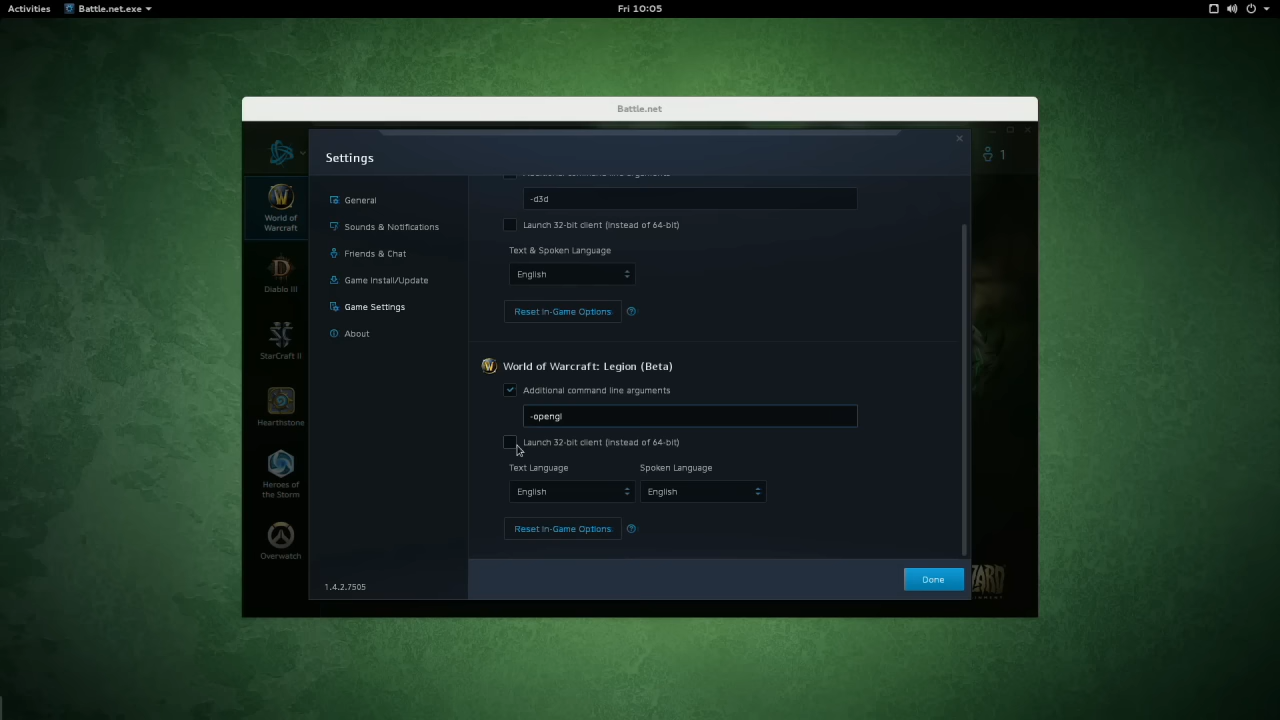 Activities
Battle.net.exe
Fri 10:05
Battle.net
1
Settings
World of
Warcraft
Diablo III
StarCraft II
Hearthstone
Heroes of
the Storm
Overwatch
General
Sounds & Notifications
Friends & Chat
Game Install/Update
Game Settings
About
1.4.2.7505
Additional command line arguments
-d3d
Launch 32-bit client (instead of 64-bit)
Text & Spoken Language
English
Reset In-Game Options
?
World of Warcraft: Legion (Beta)
Additional command line arguments
-opengl
Launch 32-bit client (instead of 64-bit)
Text Language
Spoken Language
English
English
Reset In-Game Options
?
Done